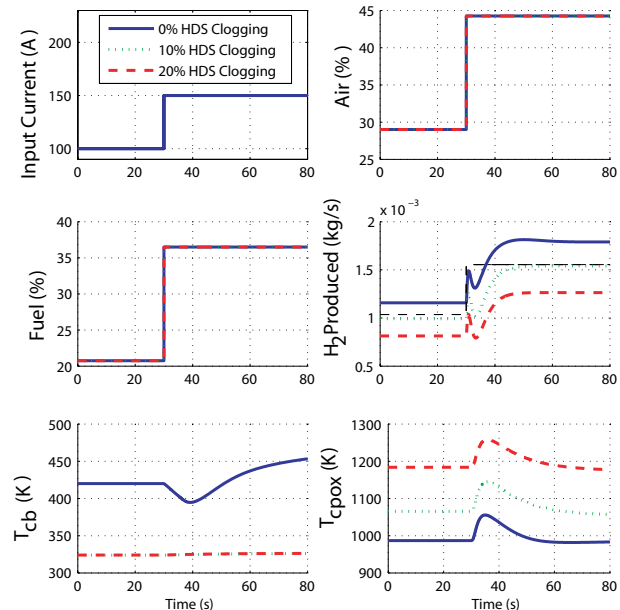 Input Current (A)
200
150
100
0% HDS Clogging
10% HDS Clogging
20% HDS Clogging
0 20 40 60 80
Air (%)
45
40
35
30
25
0 20 40 60 80
Fuel (%)
40
35
30
25
20
0 20 40 60 80
H2Produced (kg/s)
x 10 -3
2
1.5
1
0.5
0 20 40 60 80
Tcb (K)
500
450
400
350
300
0 20 40 60 80
Time (s)
Tcpox (K)
1300
1200
1100
1000
900
0 20 40 60 80
Time (s)